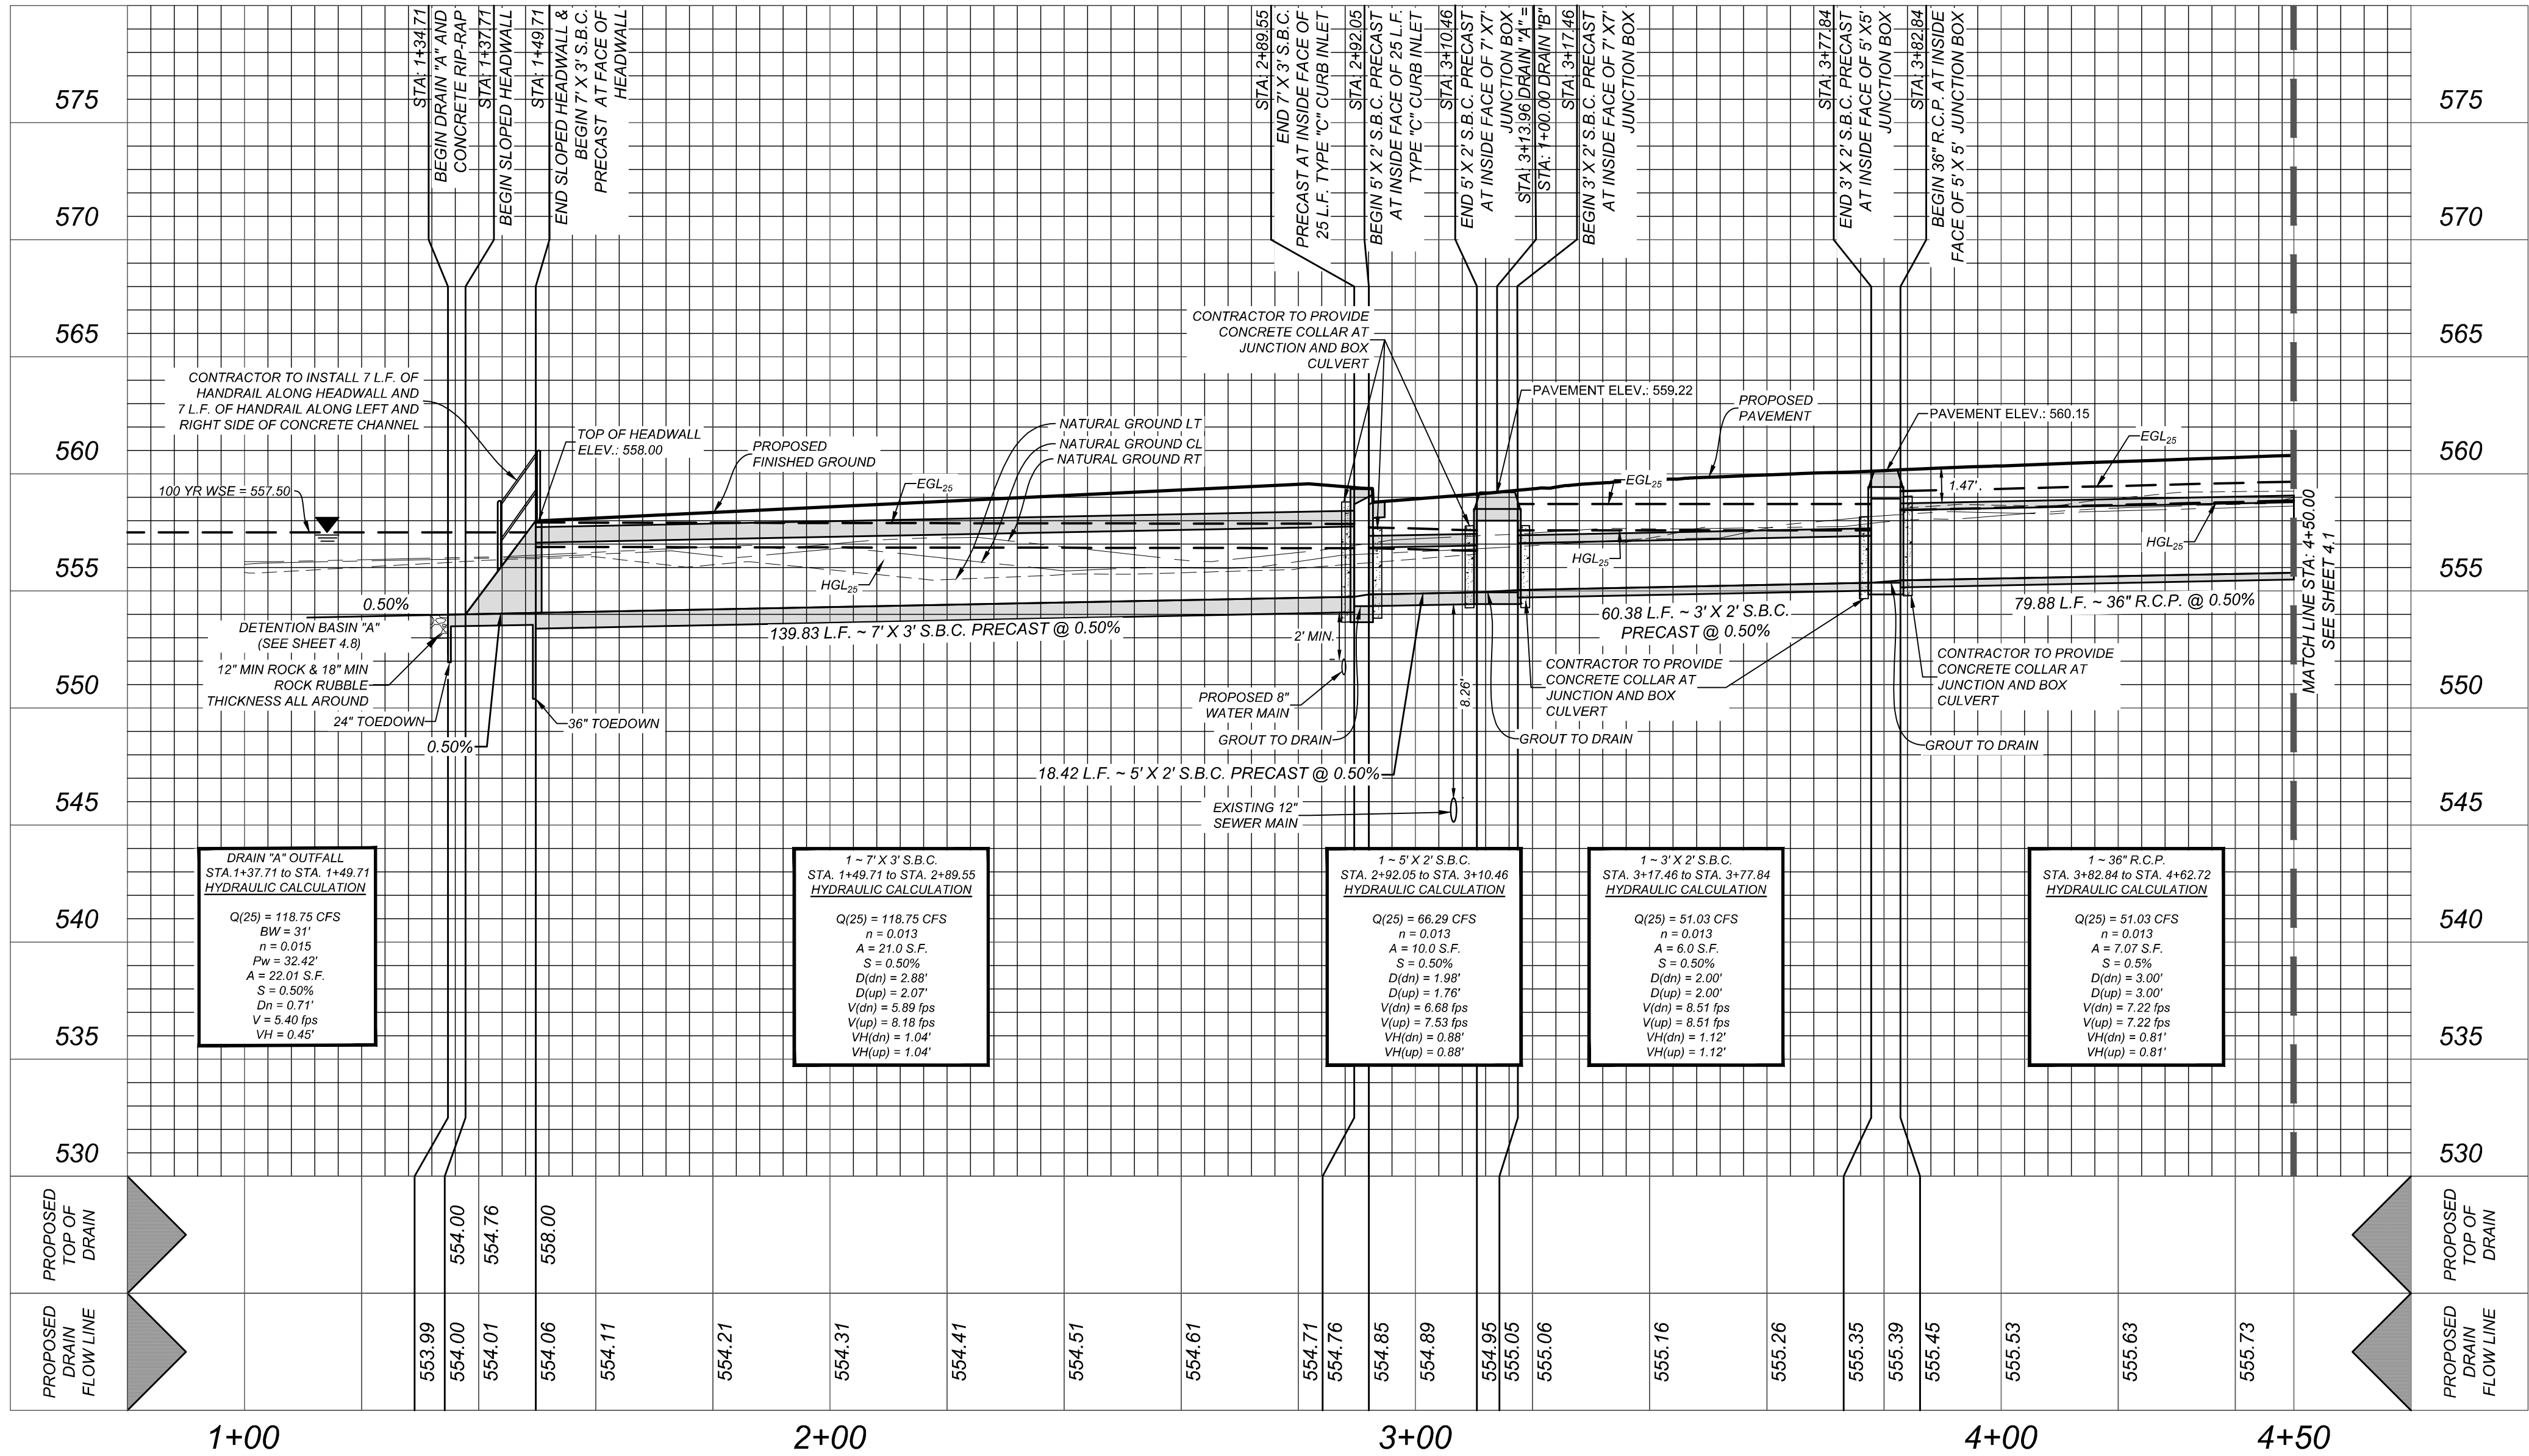 STA: 1+34.71
BEGIN DRAIN "A" AND
CONCRETE RIP-RAP
STA: 1+37.71
BEGIN SLOPED HEADWALL
STA: 1+49.71
END SLOPED HEADWALL &
BEGIN 7' X 3' S.B.C.
PRECAST AT FACE OF
HEADWALL
STA: 2+89.55
END 7' X 3' S.B.C.
PRECAST AT INSIDE FACE OF
25 L.F. TYPE "C" CURB INLET
STA: 2+92.05
BEGIN 5' X 2' S.B.C. PRECAST
AT INSIDE FACE OF 25 L.F.
TYPE "C" CURB INLET
STA: 3+10.46
END 5' X 2' S.B.C. PRECAST
AT INSIDE FACE OF 7' X7'
JUNCTION BOX
STA: 3+13.96 DRAIN "A" =
STA: 1+00.00 DRAIN "B"
STA: 3+17.46
BEGIN 3' X 2' S.B.C. PRECAST
AT INSIDE FACE OF 7' X7'
JUNCTION BOX
STA: 3+77.84
END 3' X 2' S.B.C. PRECAST
AT INSIDE FACE OF 5' X5'
JUNCTION BOX
STA: 3+82.84
BEGIN 36" R.C.P. AT INSIDE
FACE OF 5' X 5' JUNCTION BOX
575
575
570
570
565
565
560
560
555
555
550
550
545
545
540
540
535
535
530
530
CONTRACTOR TO INSTALL 7 L.F. OF
HANDRAIL ALONG HEADWALL AND
7 L.F. OF HANDRAIL ALONG LEFT AND
RIGHT SIDE OF CONCRETE CHANNEL
100 YR WSE = 557.50
TOP OF HEADWALL
ELEV.: 558.00
PROPOSED
FINISHED GROUND
EGL25
NATURAL GROUND LT
NATURAL GROUND CL
NATURAL GROUND RT
HGL25
CONTRACTOR TO PROVIDE
CONCRETE COLLAR AT
JUNCTION AND BOX
CULVERT
PAVEMENT ELEV.: 559.22
PROPOSED
PAVEMENT
EGL25
HGL25
PAVEMENT ELEV.: 560.15
EGL25
1.47'
HGL25
MATCH LINE STA: 4+50.00
SEE SHEET 4.1
0.50%
DETENTION BASIN "A"
(SEE SHEET 4.8)
12" MIN ROCK & 18" MIN
ROCK RUBBLE
THICKNESS ALL AROUND
24" TOEDOWN
0.50%
36" TOEDOWN
139.83 L.F. ~ 7' X 3' S.B.C. PRECAST @ 0.50%
2' MIN.
PROPOSED 8"
WATER MAIN
GROUT TO DRAIN
18.42 L.F. ~ 5' X 2' S.B.C. PRECAST @ 0.50%
8.26'
EXISTING 12"
SEWER MAIN
GROUT TO DRAIN
60.38 L.F. ~ 3' X 2' S.B.C.
PRECAST @ 0.50%
CONTRACTOR TO PROVIDE
CONCRETE COLLAR AT
JUNCTION AND BOX
CULVERT
79.88 L.F. ~ 36" R.C.P. @ 0.50%
CONTRACTOR TO PROVIDE
CONCRETE COLLAR AT
JUNCTION AND BOX
CULVERT
GROUT TO DRAIN
DRAIN "A" OUTFALL
STA.1+37.71 to STA. 1+49.71
HYDRAULIC CALCULATION
Q(25) = 118.75 CFS
BW = 31'
n = 0.015
Pw = 32.42'
A = 22.01 S.F.
S = 0.50%
Dn = 0.71'
V = 5.40 fps
VH = 0.45'
1 ~ 7' X 3' S.B.C.
STA. 1+49.71 to STA. 2+89.55
HYDRAULIC CALCULATION
Q(25) = 118.75 CFS
n = 0.013
A = 21.0 S.F.
S = 0.50%
D(dn) = 2.88'
D(up) = 2.07'
V(dn) = 5.89 fps
V(up) = 8.18 fps
VH(dn) = 1.04'
VH(up) = 1.04'
1 ~ 5' X 2' S.B.C.
STA. 2+92.05 to STA. 3+10.46
HYDRAULIC CALCULATION
Q(25) = 66.29 CFS
n = 0.013
A = 10.0 S.F.
S = 0.50%
D(dn) = 1.98'
D(up) = 1.76'
V(dn) = 6.68 fps
V(up) = 7.53 fps
VH(dn) = 0.88'
VH(up) = 0.88'
1 ~ 3' X 2' S.B.C.
STA. 3+17.46 to STA. 3+77.84
HYDRAULIC CALCULATION
Q(25) = 51.03 CFS
n = 0.013
A = 6.0 S.F.
S = 0.50%
D(dn) = 2.00'
D(up) = 2.00'
V(dn) = 8.51 fps
V(up) = 8.51 fps
VH(dn) = 1.12'
VH(up) = 1.12'
1 ~ 36" R.C.P.
STA. 3+82.84 to STA. 4+62.72
HYDRAULIC CALCULATION
Q(25) = 51.03 CFS
n = 0.013
A = 7.07 S.F.
S = 0.5%
D(dn) = 3.00'
D(up) = 3.00'
V(dn) = 7.22 fps
V(up) = 7.22 fps
VH(dn) = 0.81'
VH(up) = 0.81'
PROPOSED
TOP OF
DRAIN
554.00
554.76
558.00
PROPOSED
TOP OF
DRAIN
PROPOSED
DRAIN
FLOW LINE
553.99
554.00
554.01
554.06
554.11
554.21
554.31
554.41
554.51
554.61
554.71
554.76
554.85
554.89
554.95
555.05
555.06
555.16
555.26
555.35
555.39
555.45
555.53
555.63
555.73
PROPOSED
DRAIN
FLOW LINE
1+00
2+00
3+00
4+00
4+50